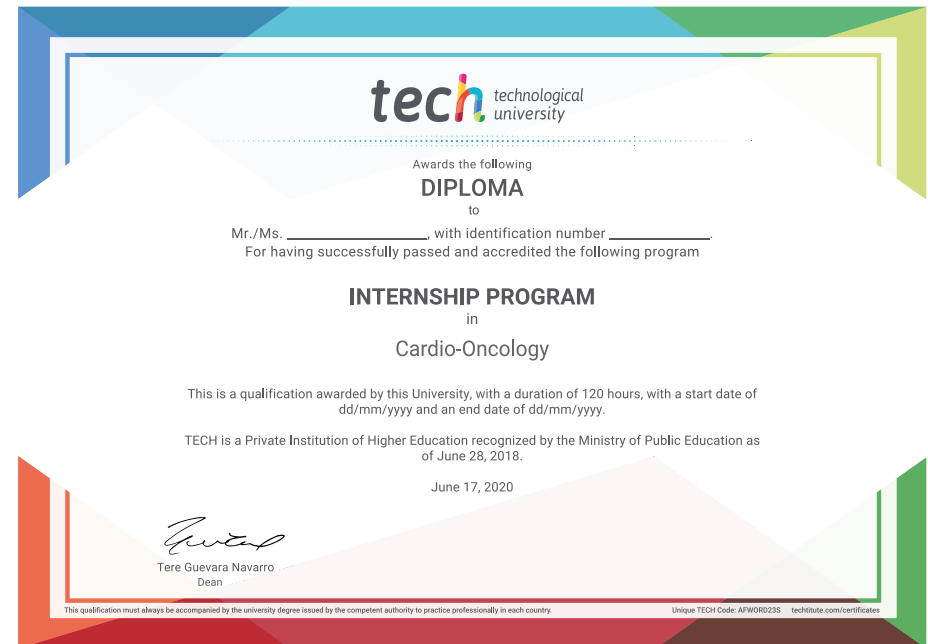 tech technological
university
Awards the following
DIPLOMA
to
Mr./Ms. ____________________, with identification number ______________.
For having successfully passed and accredited the following program
INTERNSHIP PROGRAM
in
Cardio-Oncology
This is a qualification awarded by this University, with a duration of 120 hours, with a start date of
dd/mm/yyyy and an end date of dd/mm/yyyy.
TECH is a Private Institution of Higher Education recognized by the Ministry of Public Education as
of June 28, 2018.
June 17, 2020
Tere Guevara Navarro
Dean
This qualification must always be accompanied by the university degree issued by the competent authority to practice professionally in each country.
Unique TECH Code: AFWORD23S techtitute.com/certificates